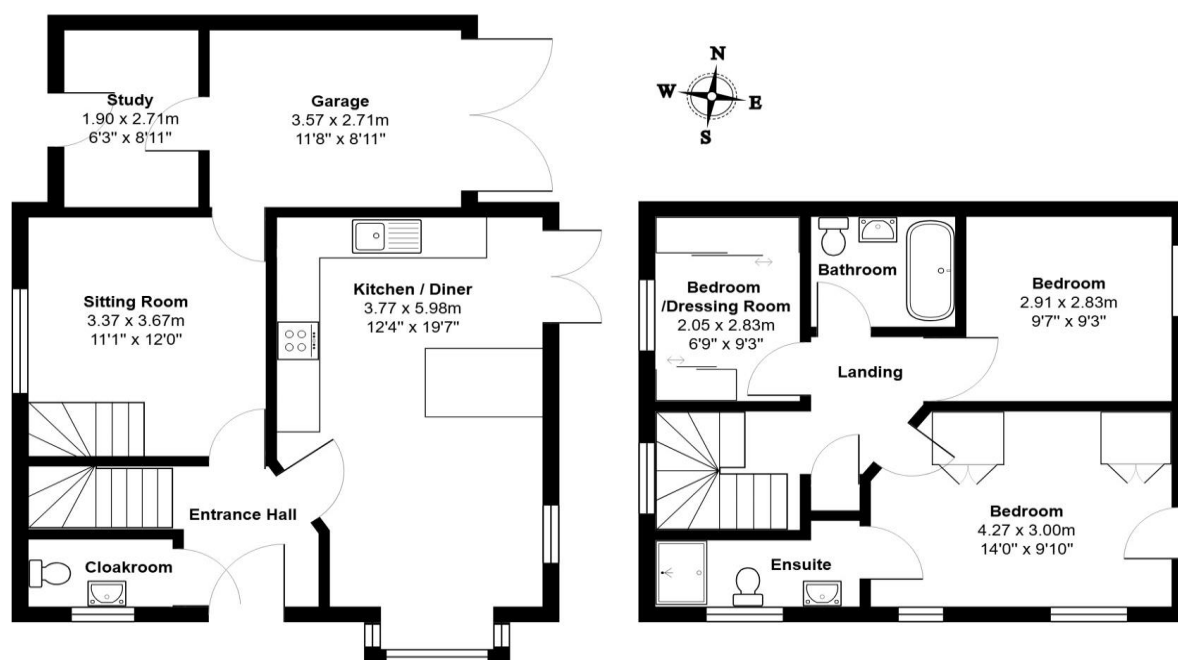 Study
1.90 x 2.71m
6'3" x 8'11"
Garage
3.57 x 2.71m
11'8" x 8'11"
N
W
E
S
Sitting Room
3.37 x 3.67m
11'1" x 12'0"
Kitchen / Diner
3.77 x 5.98m
12'4" x 19'7"
Entrance Hall
Cloakroom
Bedroom
/Dressing Room
2.05 x 2.83m
6'9" x 9'3"
Bathroom
Bedroom
2.91 x 2.83m
9'7" x 9'3"
Landing
Bedroom
4.27 x 3.00m
14'0" x 9'10"
Ensuite